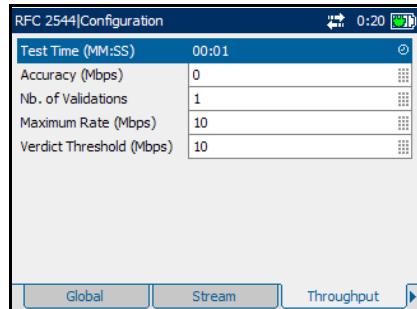 RFC 2544|Configuration 0:20
Test Time (MM:SS) 00:01
Accuracy (Mbps) 0
Nb. of Validations 1
Maximum Rate (Mbps) 10
Verdict Threshold (Mbps) 10
Global Stream Throughput